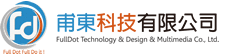 甫東科技有限公司
FullDot Technology & Design & Multimedia Co., Ltd.
Full Dot Full Do it !